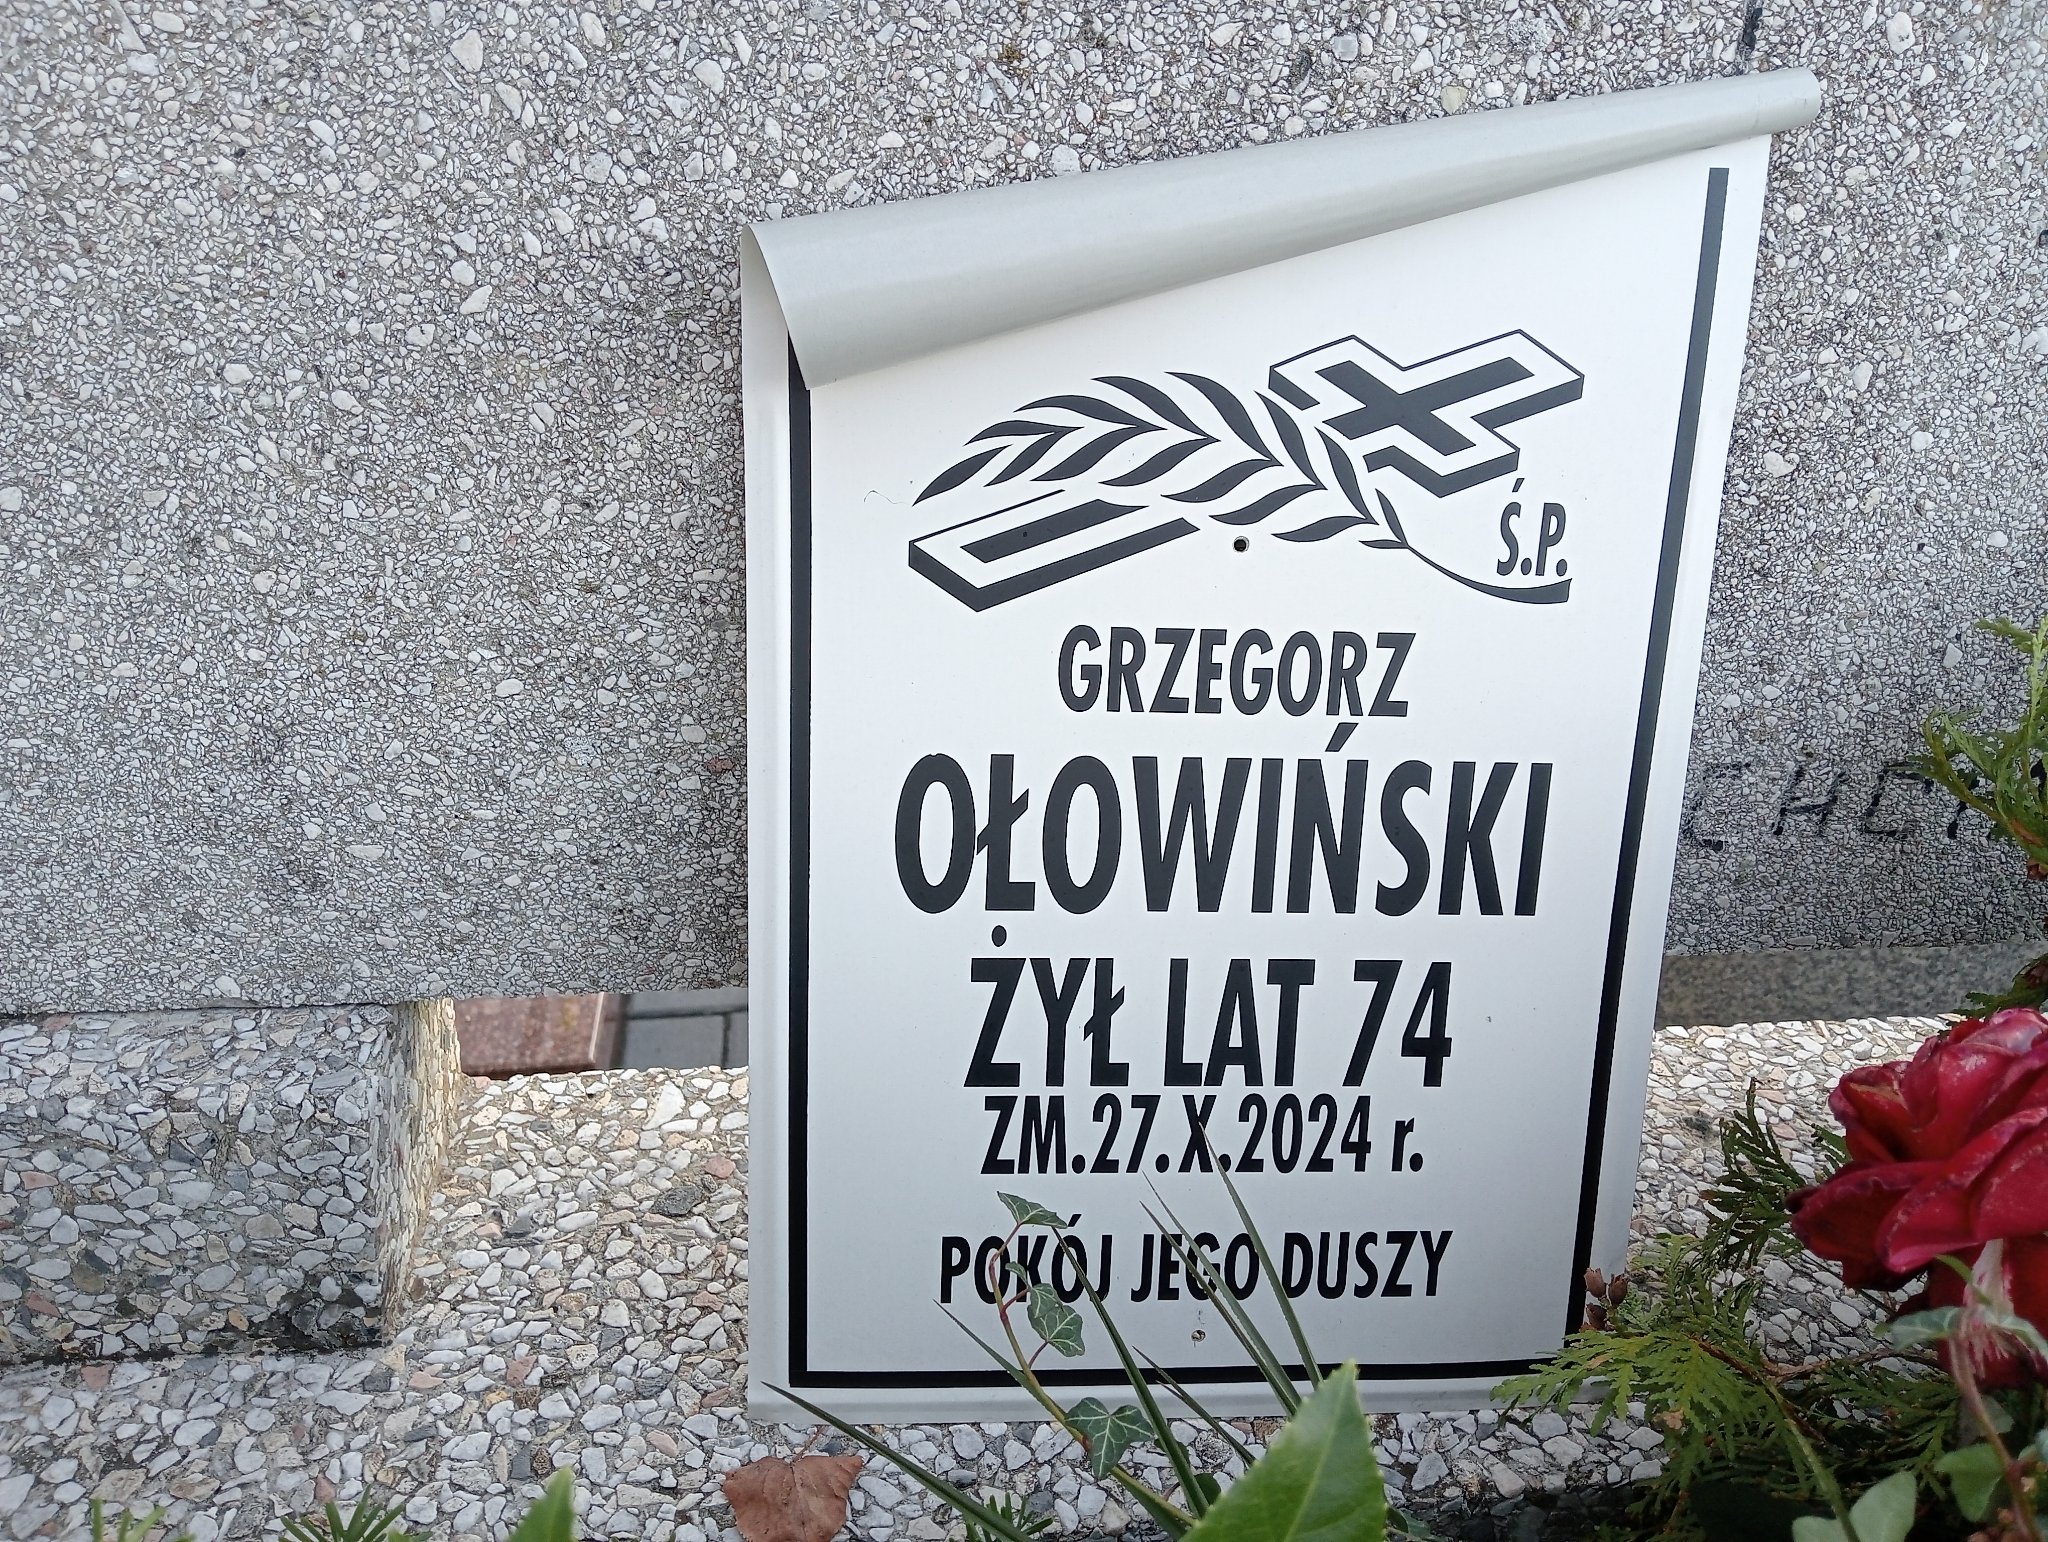 Ś.P.
GRZEGORZ
OŁOWIŃSKI
ŻYŁ LAT 74
ZM.27.X.2024 r.
POKÓJ JEGO DUSZY